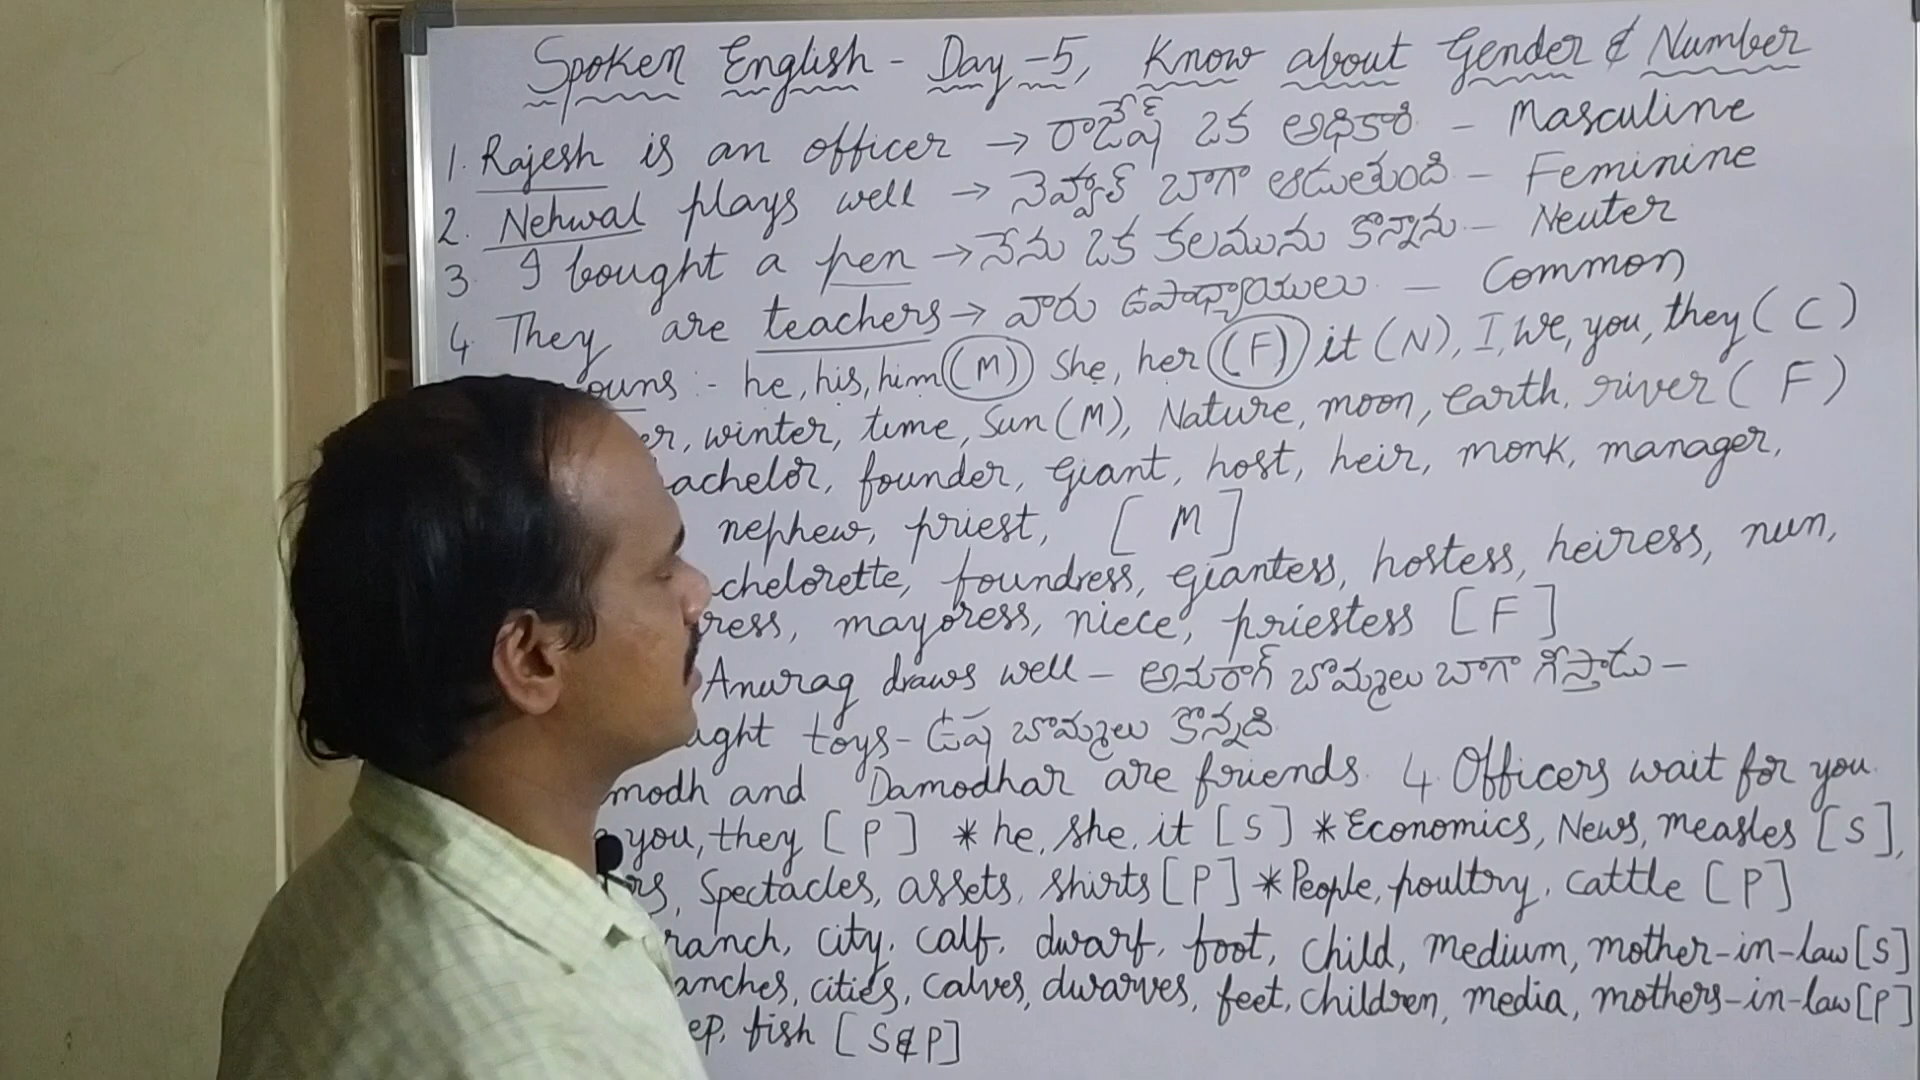 Spoken English - Day -5, Know about Gender & Number
1. Rajesh is an officer → రాజేష్ ఒక అధికారి - Masculine
2. Nehwal plays well → నెహ్వాల్ బాగా ఆడుతుంది - Feminine
3 I bought a pen → నేను ఒక కలమును కొన్నాను - Neuter
4 They are teachers → వారు ఉపాధ్యాయులు - Common
ouns :- he, his, him (M) She, her (F) it (N), I, We, you, they (C)
er, winter, time, Sun (M), Nature, moon, earth, river (F)
achelor, founder, giant, host, heir, monk, manager,
nephew, priest, [M]
chelorette, foundress, giantess, hostess, heiress, nun,
ress, mayoress, niece, priestess [F]
Anurag draws well - అనురాగ్ బొమ్మలు బాగా గీస్తాడు -
ught toys - ఉష బొమ్మలు కొన్నది
modh and Damodhar are friends. 4. Officers wait for you.
you, they [P] * he, she, it [S] * Economics, News, measles [S],
rs, Spectacles, assets, shirts [P] * People, poultry, cattle [P]
ranch, city, calf, dwarf, foot, child, medium, mother-in-law [S]
anches, cities, calves, dwarves, feet, children, media, mothers-in-law [P]
ep, fish [S&P]